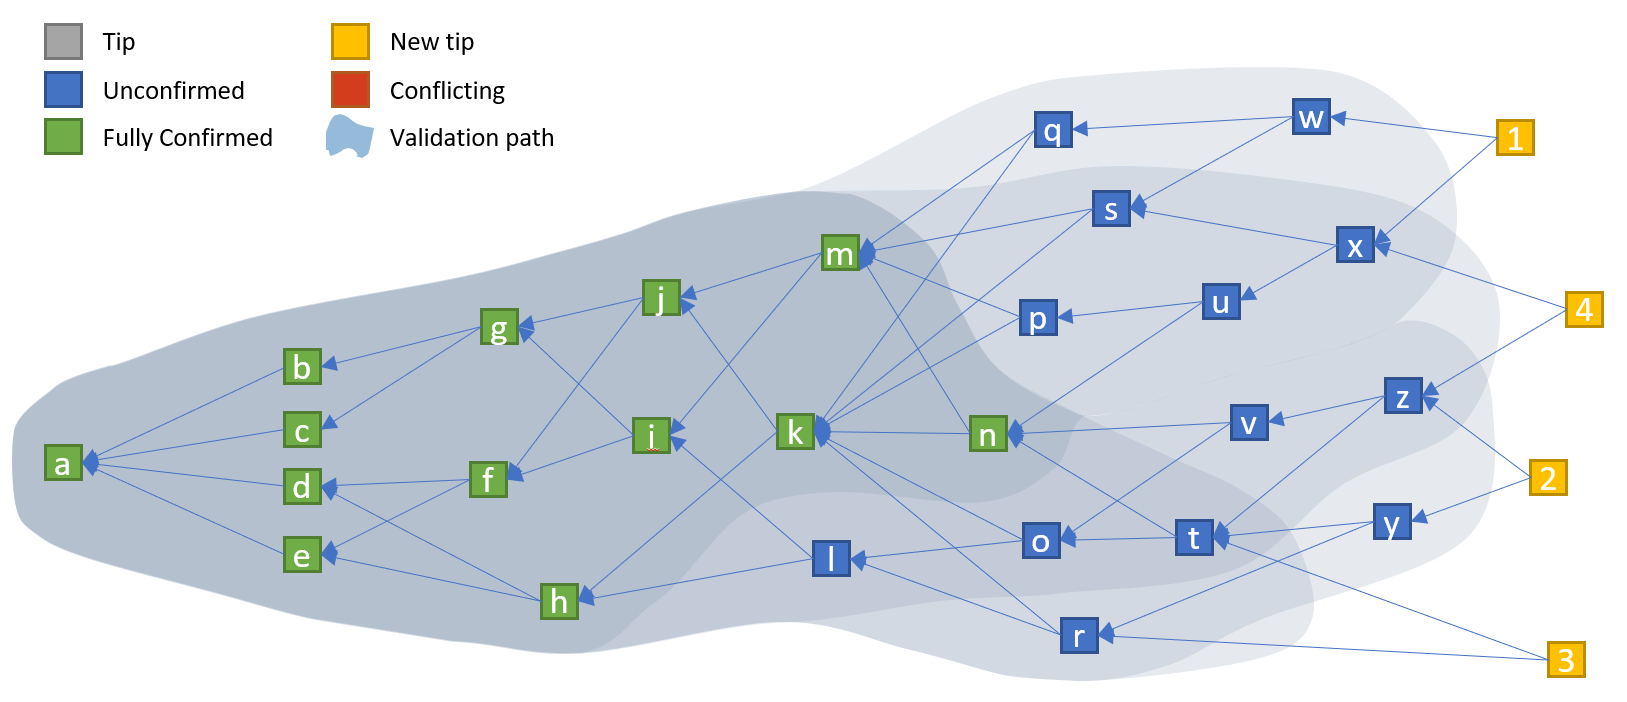 Tip
New tip
Unconfirmed
Conflicting
Fully Confirmed
Validation path
q
w
1
s
m
x
j
u
4
p
g
b
z
v
c
i
k
n
a
f
d
2
y
o
t
e
l
h
r
3